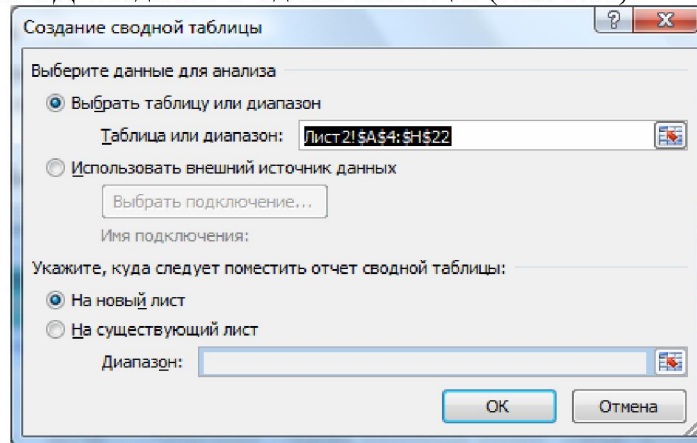 Создание сводной таблицы
Выберите данные для анализа
Выбрать таблицу или диапазон
Таблица или диапазон: Лист2!$A$4:$H$22
Использовать внешний источник данных
Выбрать подключение...
Имя подключения:
Укажите, куда следует поместить отчет сводной таблицы:
На новый лист
На существующий лист
Диапазон:
ОК Отмена